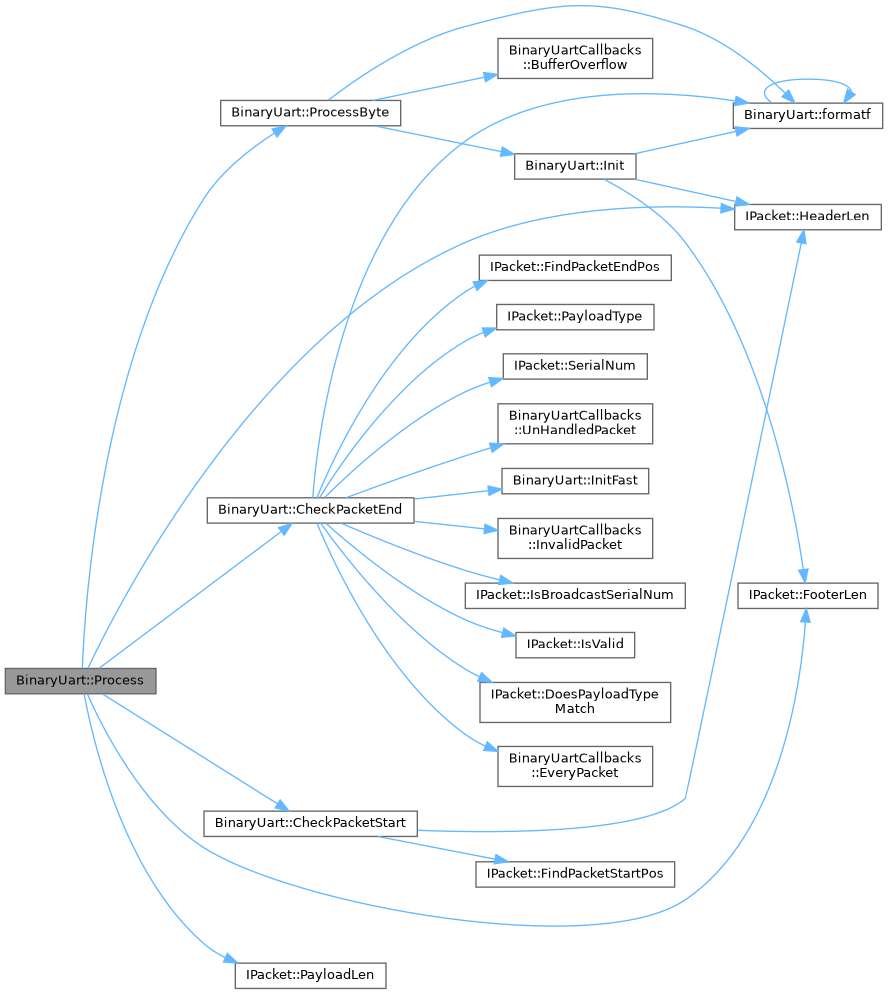 BinaryUartCallbacks
::BufferOverflow
BinaryUart::ProcessByte
BinaryUart::formatf
BinaryUart::Init
IPacket::HeaderLen
IPacket::FindPacketEndPos
IPacket::PayloadType
IPacket::SerialNum
BinaryUartCallbacks
::UnHandledPacket
BinaryUart::InitFast
BinaryUart::CheckPacketEnd
BinaryUartCallbacks
::InvalidPacket
IPacket::IsBroadcastSerialNum
IPacket::FooterLen
IPacket::IsValid
BinaryUart::Process
IPacket::DoesPayloadType
Match
BinaryUartCallbacks
::EveryPacket
BinaryUart::CheckPacketStart
IPacket::FindPacketStartPos
IPacket::PayloadLen